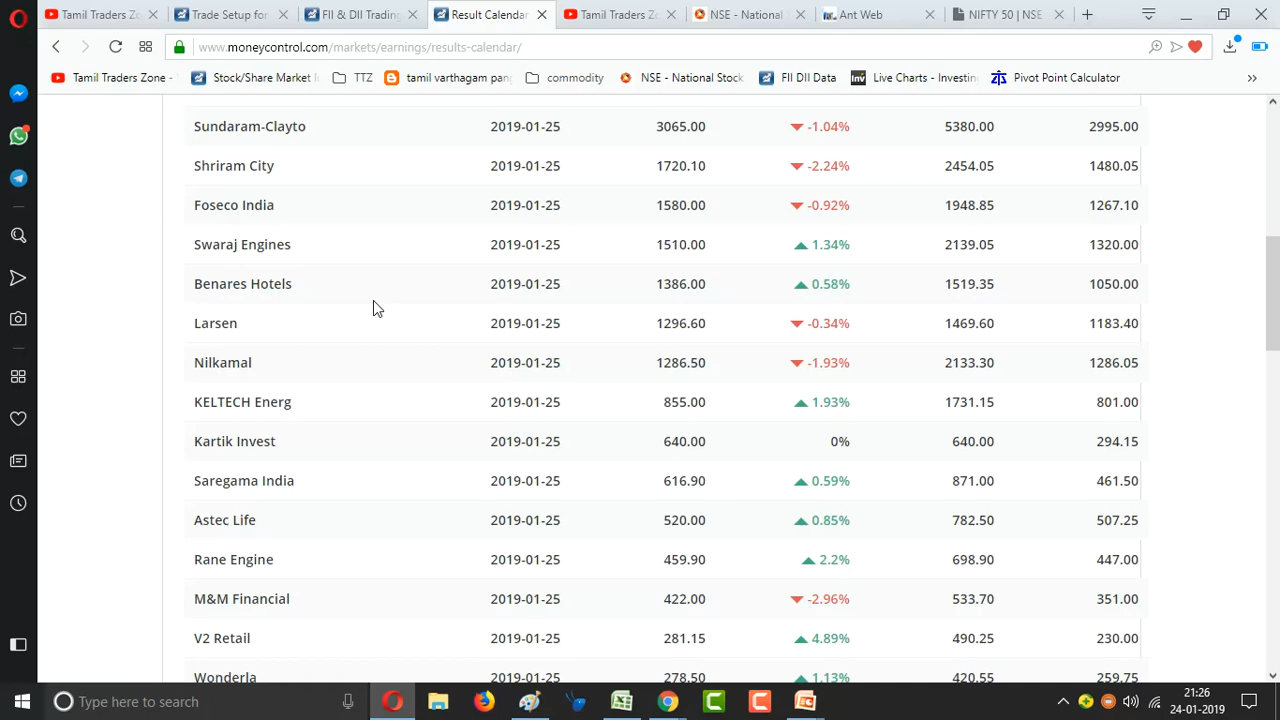 Tamil Traders Zo
Trade Setup for
FII & DII Trading
Result Calendar
Tamil Traders Zo
NSE - National
Ant Web
NIFTY 50 | NSE
www.moneycontrol.com/markets/earnings/results-calendar/
Tamil Traders Zone -
Stock/Share Market
TTZ
tamil varthagam pan
commodity
NSE - National Stock
FII DII Data
Live Charts - Investin
Pivot Point Calculator
Sundaram-Clayto 2019-01-25 3065.00 -1.04% 5380.00 2995.00
Shriram City 2019-01-25 1720.10 -2.24% 2454.05 1480.05
Foseco India 2019-01-25 1580.00 -0.92% 1948.85 1267.10
Swaraj Engines 2019-01-25 1510.00 1.34% 2139.05 1320.00
Benares Hotels 2019-01-25 1386.00 0.58% 1519.35 1050.00
Larsen 2019-01-25 1296.60 -0.34% 1469.60 1183.40
Nilkamal 2019-01-25 1286.50 -1.93% 2133.30 1286.05
KELTECH Energ 2019-01-25 855.00 1.93% 1731.15 801.00
Kartik Invest 2019-01-25 640.00 0% 640.00 294.15
Saregama India 2019-01-25 616.90 0.59% 871.00 461.50
Astec Life 2019-01-25 520.00 0.85% 782.50 507.25
Rane Engine 2019-01-25 459.90 2.2% 698.90 447.00
M&M Financial 2019-01-25 422.00 -2.96% 533.70 351.00
V2 Retail 2019-01-25 281.15 4.89% 490.25 230.00
Wonderla 2019-01-25 278.50 1.13% 420.55 259.75
Type here to search
21:26
24-01-2019